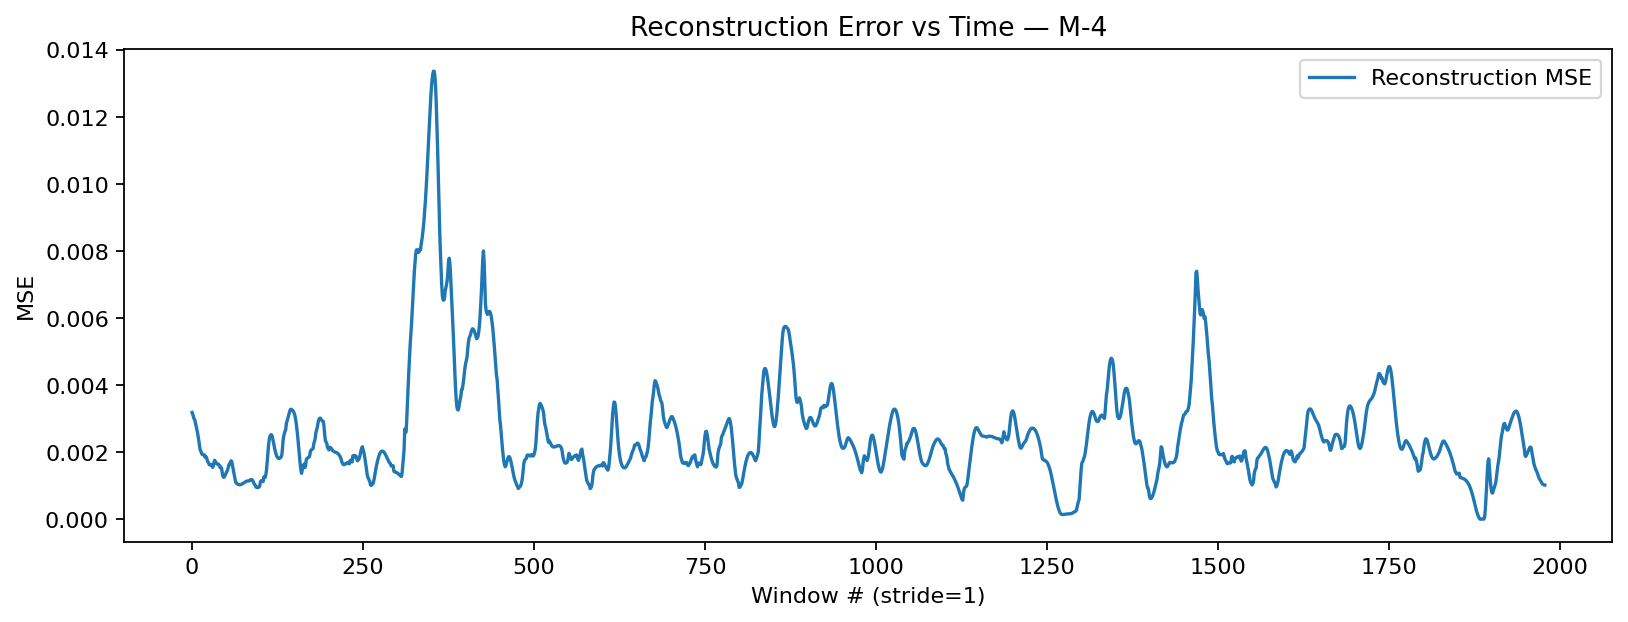 Reconstruction Error vs Time — M-4
Reconstruction MSE
MSE
0.014
0.012
0.010
0.008
0.006
0.004
0.002
0.000
0 250 500 750 1000 1250 1500 1750 2000
Window # (stride=1)